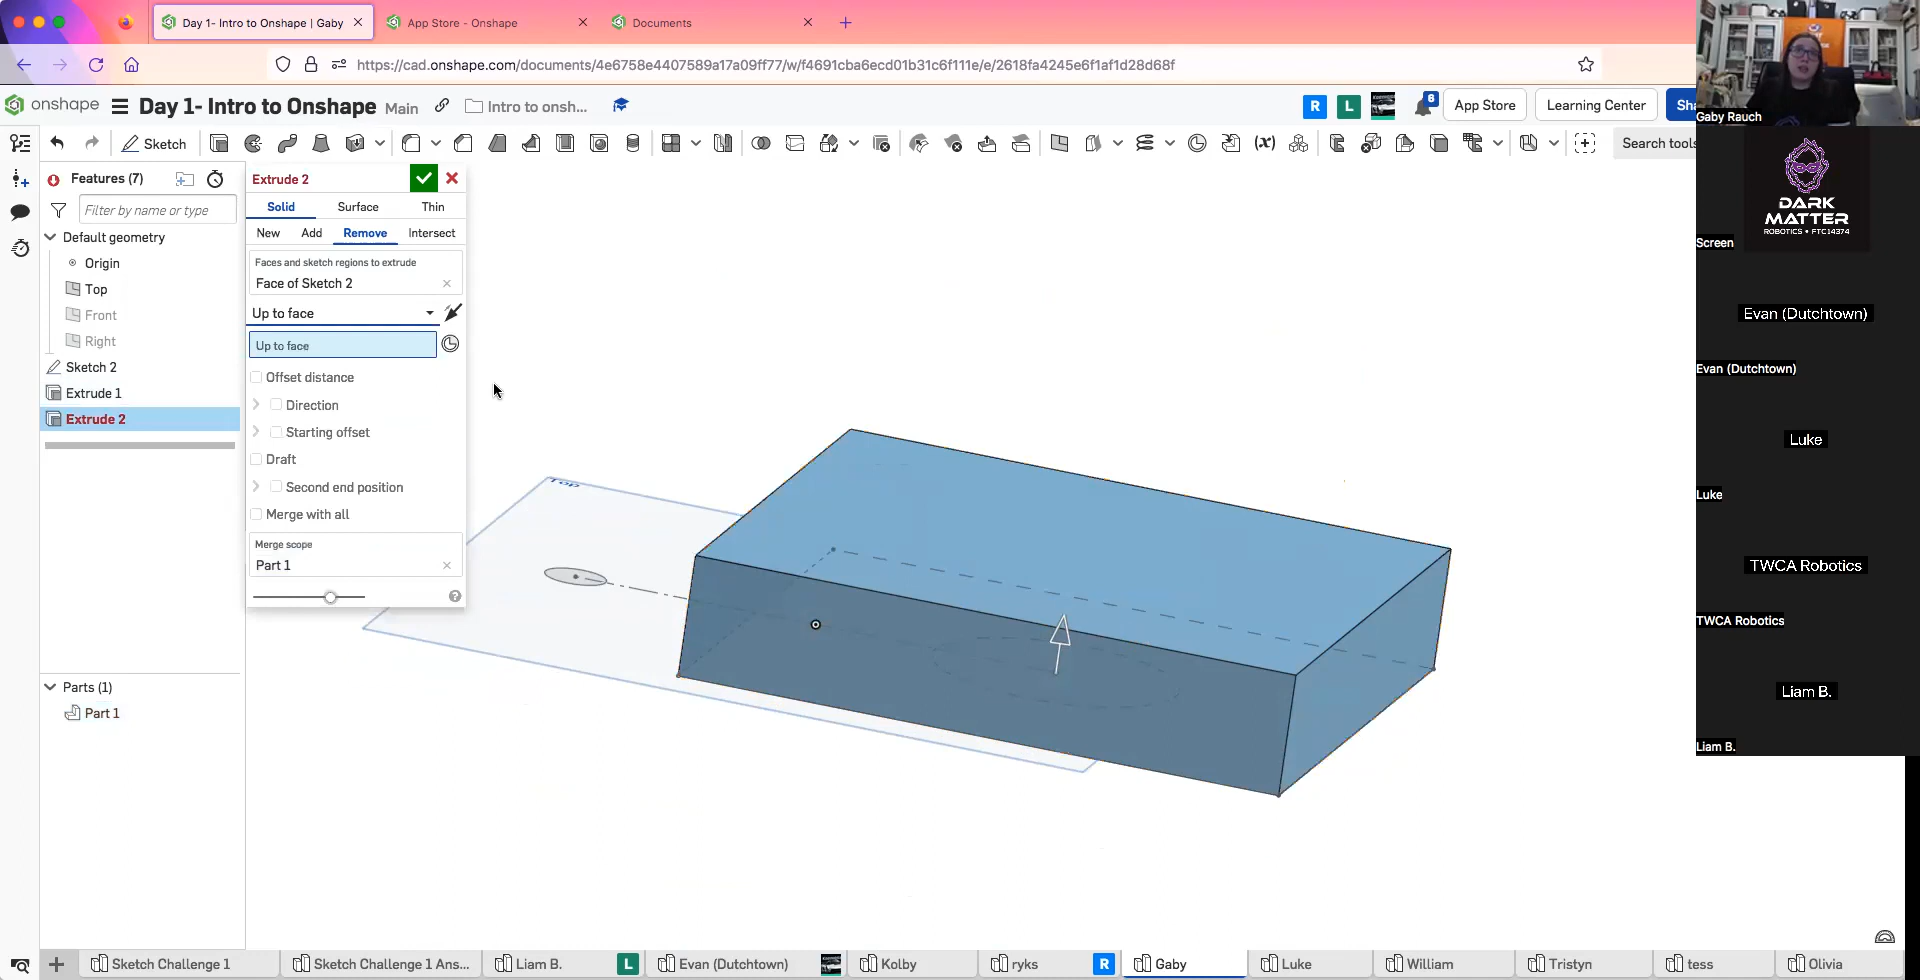 Day 1- Intro to Onshape | Gaby
App Store - Onshape
Documents
https://cad.onshape.com/documents/4e6758e4407589a17a09ff77/w/f4691cba6ecd01b31c6f111e/e/2618fa4245e6f1af1d28d68f
onshape
Day 1- Intro to Onshape
Main
Intro to onsh...
R
L
6
App Store
Learning Center
Sha
Sketch
(x)
Search tools
Features (7)
Filter by name or type
Default geometry
Origin
Top
Front
Right
Sketch 2
Extrude 1
Extrude 2
Parts (1)
Part 1
Extrude 2
Solid
Surface
Thin
New
Add
Remove
Intersect
Faces and sketch regions to extrude
Face of Sketch 2
Up to face
Up to face
Offset distance
Direction
Starting offset
Draft
Second end position
Merge with all
Merge scope
Part 1
Top
Gaby Rauch
DARK
MATTER
ROBOTICS • FTC14374
Screen
Evan (Dutchtown)
Evan (Dutchtown)
Luke
Luke
TWCA Robotics
TWCA Robotics
Liam B.
Liam B.
Sketch Challenge 1
Sketch Challenge 1 Ans...
Liam B.
L
Evan (Dutchtown)
Kolby
ryks
R
Gaby
Luke
William
Tristyn
tess
Olivia